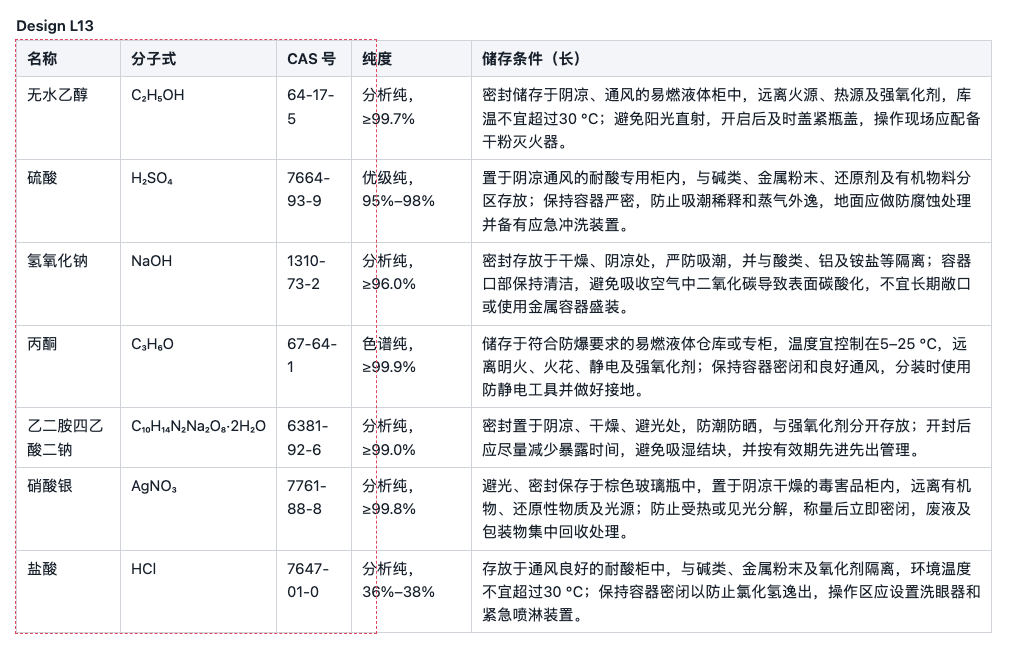 Design L13
名称 分子式 CAS 号 纯度 储存条件（长）
无水乙醇 C₂H₅OH 64-17- 分析纯， 密封储存于阴凉、通风的易燃液体柜中，远离火源、热源及强氧化剂，库
5 ≥99.7% 温不宜超过30 °C；避免阳光直射，开启后及时盖紧瓶盖，操作现场应配备
干粉灭火器。
硫酸 H₂SO₄ 7664- 优级纯， 置于阴凉通风的耐酸专用柜内，与碱类、金属粉末、还原剂及有机物料分
93-9 95%–98% 区存放；保持容器严密，防止吸潮稀释和蒸气外逸，地面应做防腐蚀处理
并备有应急冲洗装置。
氢氧化钠 NaOH 1310- 分析纯， 密封存放于干燥、阴凉处，严防吸潮，并与酸类、铝及铵盐等隔离；容器
73-2 ≥96.0% 口部保持清洁，避免吸收空气中二氧化碳导致表面碳酸化，不宜长期敞口
或使用金属容器盛装。
丙酮 C₃H₆O 67-64- 色谱纯， 储存于符合防爆要求的易燃液体仓库或专柜，温度宜控制在5–25 °C，远
1 ≥99.9% 离明火、火花、静电及强氧化剂；保持容器密闭和良好通风，分装时使用
防静电工具并做好接地。
乙二胺四乙 C₁₀H₁₄N₂Na₂O₈·2H₂O 6381- 分析纯， 密封置于阴凉、干燥、避光处，防潮防晒，与强氧化剂分开存放；开封后
酸二钠 92-6 ≥99.0% 应尽量减少暴露时间，避免吸湿结块，并按有效期先进先出管理。
硝酸银 AgNO₃ 7761- 分析纯， 避光、密封保存于棕色玻璃瓶中，置于阴凉干燥的毒害品柜内，远离有机
88-8 ≥99.8% 物、还原性物质及光源；防止受热或见光分解，称量后立即密闭，废液及
包装物集中回收处理。
盐酸 HCl 7647- 分析纯， 存放于通风良好的耐酸柜中，与碱类、金属粉末及氧化剂隔离，环境温度
01-0 36%–38% 不宜超过30 °C；保持容器密闭以防止氯化氢逸出，操作区应设置洗眼器和
紧急喷淋装置。